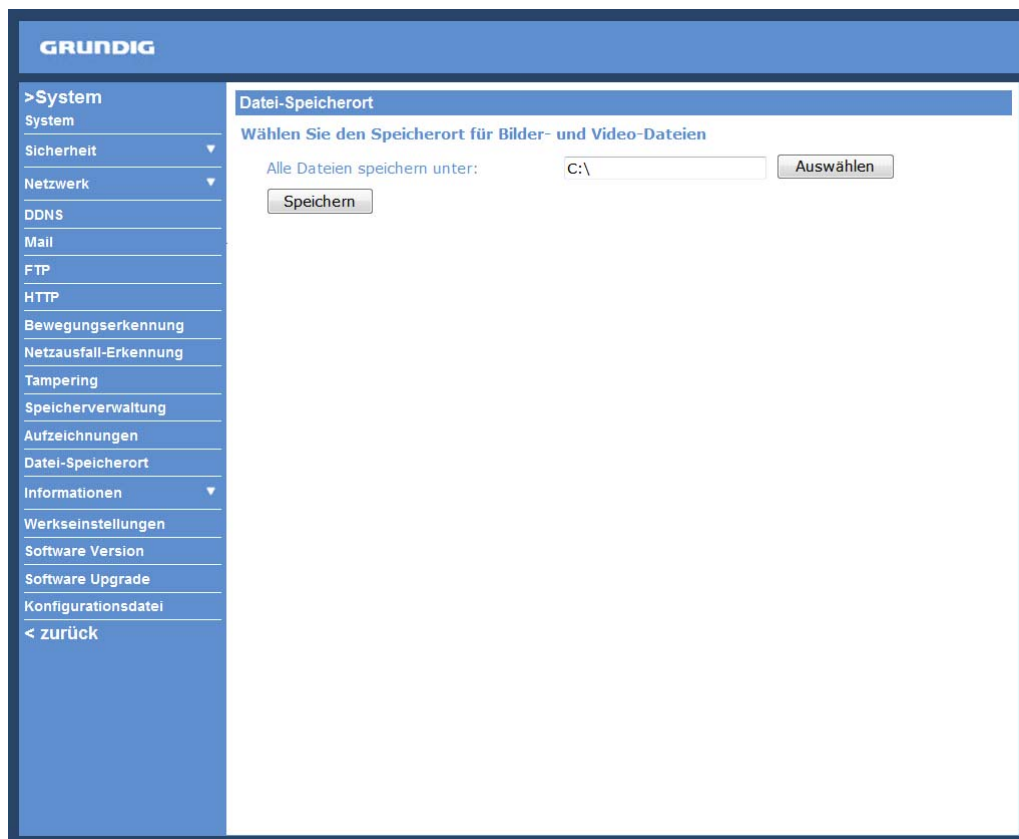 GRUNDIG
>System
System
Sicherheit
Netzwerk
DDNS
Mail
FTP
HTTP
Bewegungserkennung
Netzausfall-Erkennung
Tampering
Speicherverwaltung
Aufzeichnungen
Datei-Speicherort
Informationen
Werkseinstellungen
Software Version
Software Upgrade
Konfigurationsdatei
< zurück
Datei-Speicherort
Wählen Sie den Speicherort für Bilder- und Video-Dateien
Alle Dateien speichern unter: C:\ Auswählen
Speichern